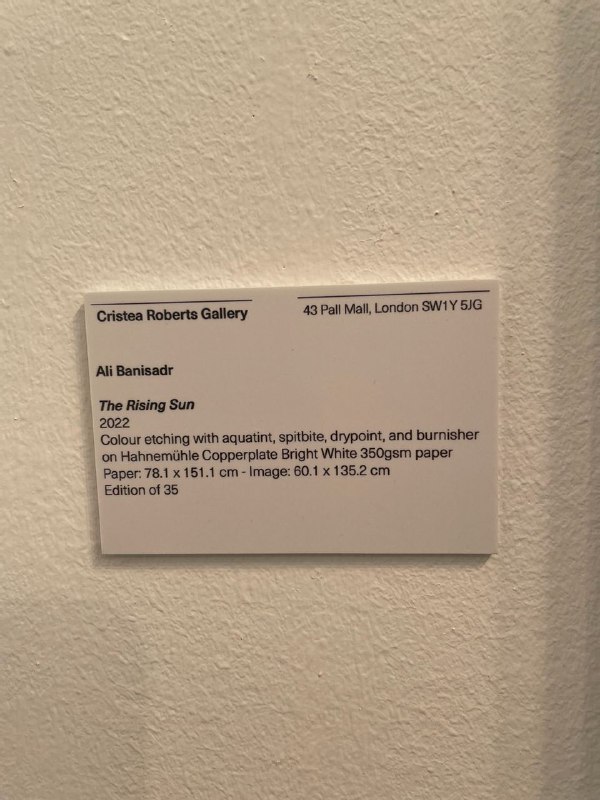 Cristea Roberts Gallery
43 Pall Mall, London SW1Y 5JG
Ali Banisadr
The Rising Sun
2022
Colour etching with aquatint, spitbite, drypoint, and burnisher
on Hahnemühle Copperplate Bright White 350gsm paper
Paper: 78.1 x 151.1 cm - Image: 60.1 x 135.2 cm
Edition of 35